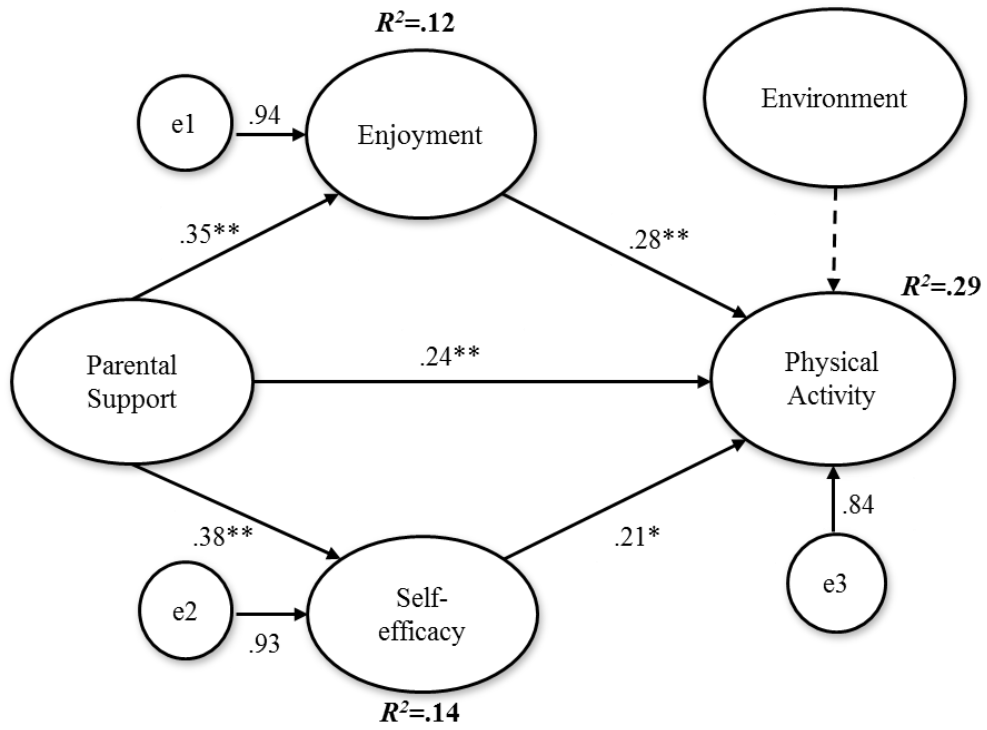 R²=.12
e1
.94
Enjoyment
Environment
.35**
.28**
R²=.29
Parental
Support
.24**
Physical
Activity
.38**
.21*
.84
e2
.93
Self-
efficacy
e3
R²=.14